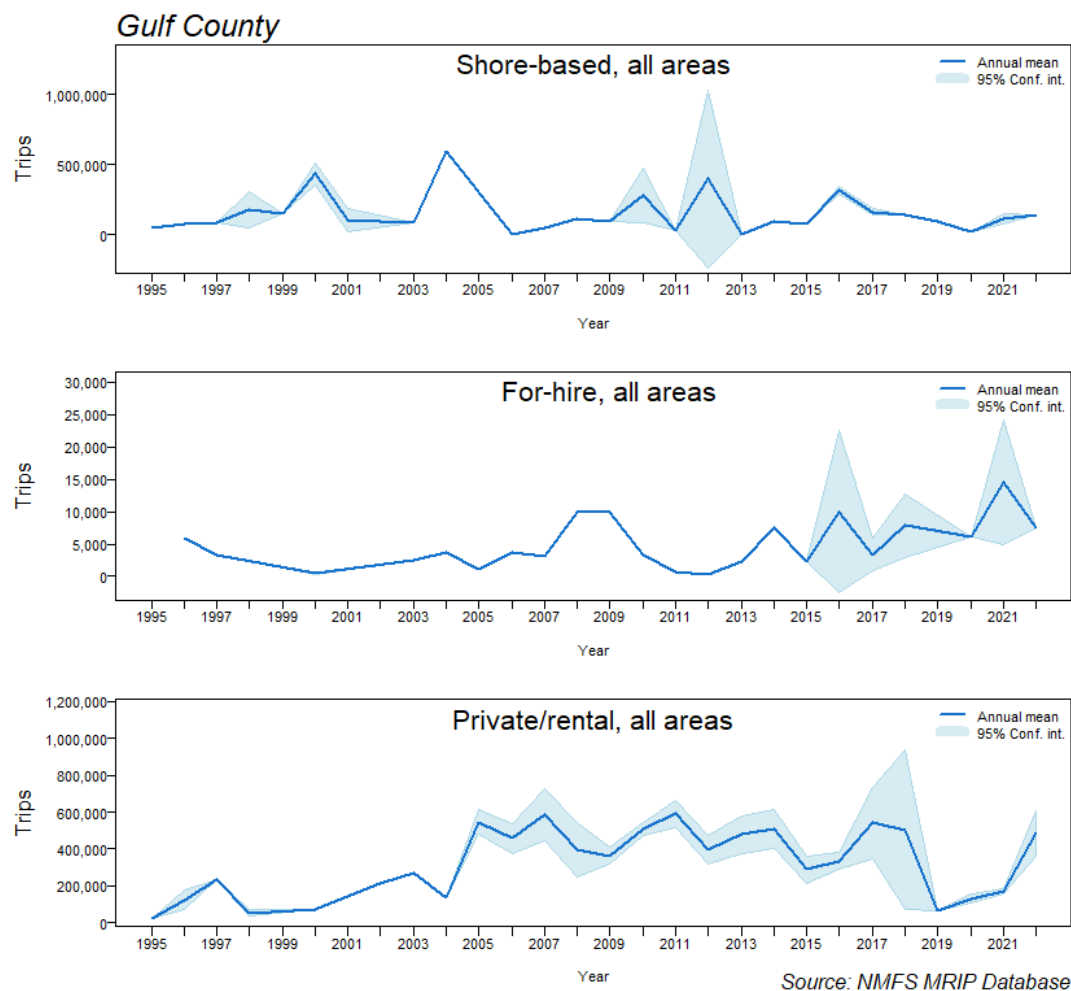 Gulf County
Shore-based, all areas
Annual mean
95% Conf. int.
Trips
1,000,000
500,000
0
1995 1997 1999 2001 2003 2005 2007 2009 2011 2013 2015 2017 2019 2021
Year
For-hire, all areas
Annual mean
95% Conf. int.
Trips
30,000
25,000
20,000
15,000
10,000
5,000
0
1995 1997 1999 2001 2003 2005 2007 2009 2011 2013 2015 2017 2019 2021
Year
Private/rental, all areas
Annual mean
95% Conf. int.
Trips
1,200,000
1,000,000
800,000
600,000
400,000
200,000
0
1995 1997 1999 2001 2003 2005 2007 2009 2011 2013 2015 2017 2019 2021
Year
Source: NMFS MRIP Database